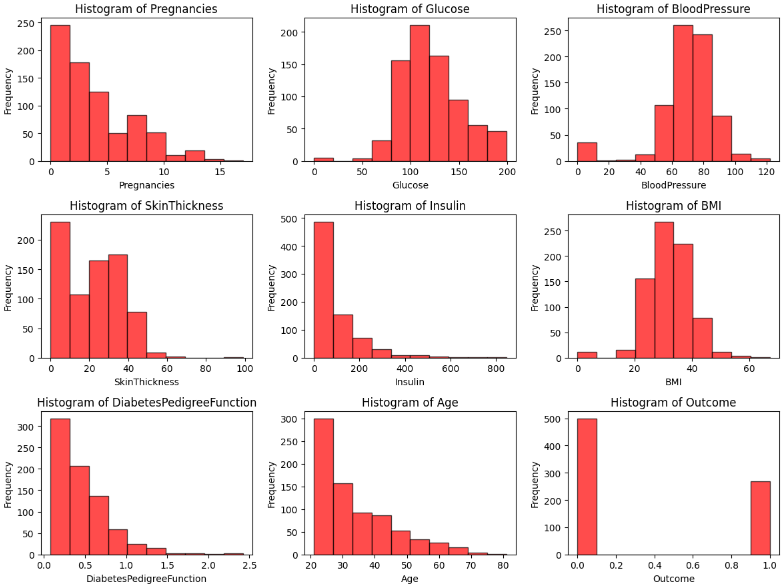 Histogram of Pregnancies
Frequency
250
200
150
100
50
0
0 5 10 15
Pregnancies
Histogram of Glucose
Frequency
200
150
100
50
0
0 50 100 150 200
Glucose
Histogram of BloodPressure
Frequency
250
200
150
100
50
0
0 20 40 60 80 100 120
BloodPressure
Histogram of SkinThickness
Frequency
200
150
100
50
0
0 20 40 60 80 100
SkinThickness
Histogram of Insulin
Frequency
500
400
300
200
100
0
0 200 400 600 800
Insulin
Histogram of BMI
Frequency
250
200
150
100
50
0
0 20 40 60
BMI
Histogram of DiabetesPedigreeFunction
Frequency
300
250
200
150
100
50
0
0.0 0.5 1.0 1.5 2.0 2.5
DiabetesPedigreeFunction
Histogram of Age
Frequency
300
250
200
150
100
50
0
20 30 40 50 60 70 80
Age
Histogram of Outcome
Frequency
500
400
300
200
100
0
0.0 0.2 0.4 0.6 0.8 1.0
Outcome